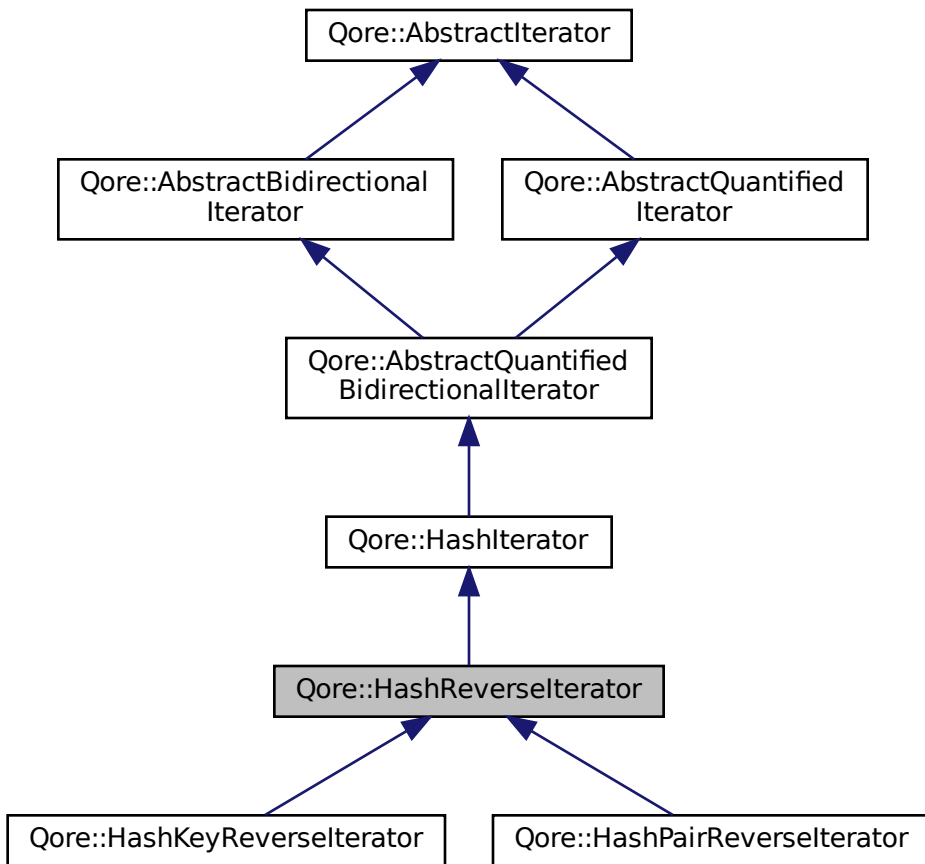 Qore::AbstractIterator
Qore::AbstractBidirectional
Iterator
Qore::AbstractQuantified
Iterator
Qore::AbstractQuantified
BidirectionalIterator
Qore::HashIterator
Qore::HashReverseIterator
Qore::HashKeyReverseIterator
Qore::HashPairReverseIterator